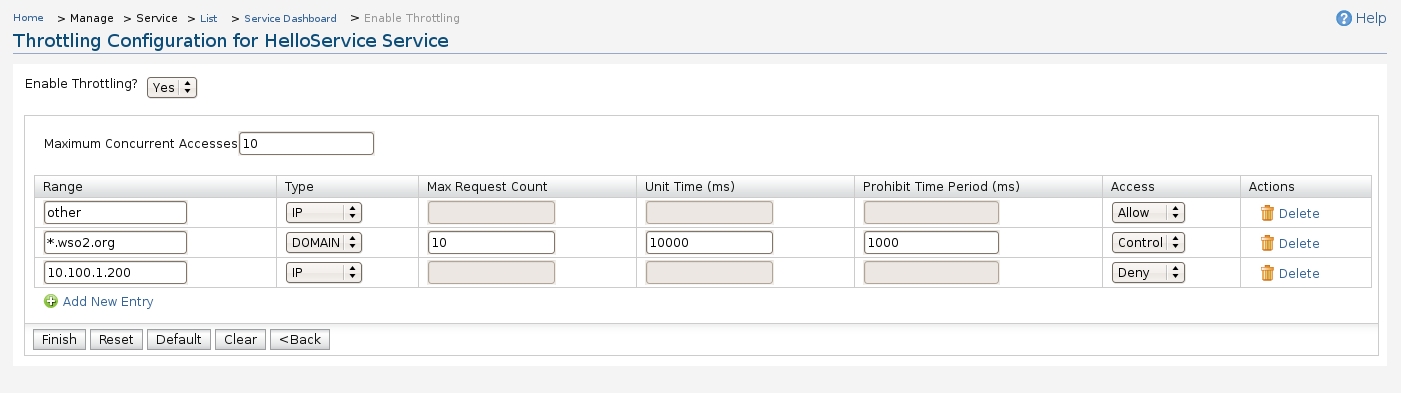 Home > Manage > Service > List > Service Dashboard > Enable Throttling
Help
Throttling Configuration for HelloService Service
Enable Throttling? Yes
Maximum Concurrent Accesses 10
Range Type Max Request Count Unit Time (ms) Prohibit Time Period (ms) Access Actions
other IP Allow Delete
*.wso2.org DOMAIN 10 10000 1000 Control Delete
10.100.1.200 IP Deny Delete
Add New Entry
Finish Reset Default Clear <Back